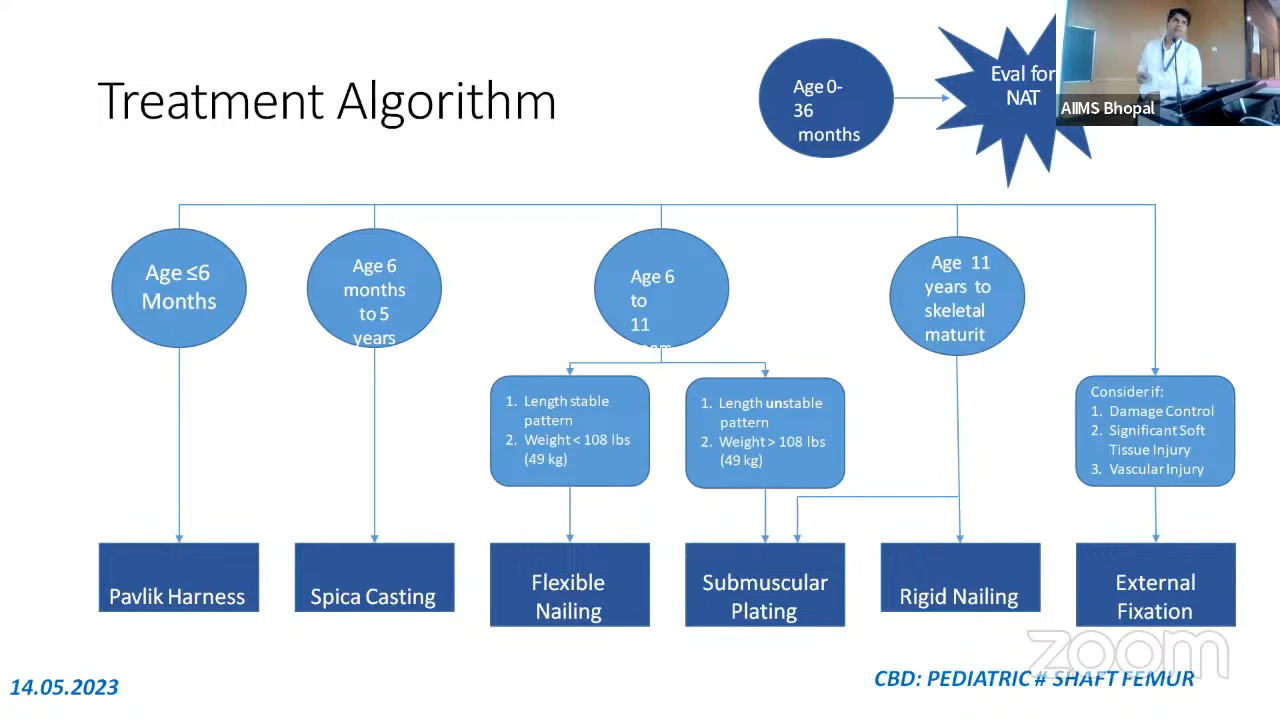 Treatment Algorithm
Age 0-
36
months
Eval for
NAT
AIIMS Bhopal
Age ≤6
Months
Age 6
months
to 5
years
Age 6
to
11
Age 11
years to
skeletal
maturit
1. Length stable
pattern
2. Weight < 108 lbs
(49 kg)
1. Length unstable
pattern
2. Weight > 108 lbs
(49 kg)
Consider if:
1. Damage Control
2. Significant Soft
Tissue Injury
3. Vascular Injury
Pavlik Harness
Spica Casting
Flexible
Nailing
Submuscular
Plating
Rigid Nailing
External
Fixation
zoom
14.05.2023
CBD: PEDIATRIC # SHAFT FEMUR